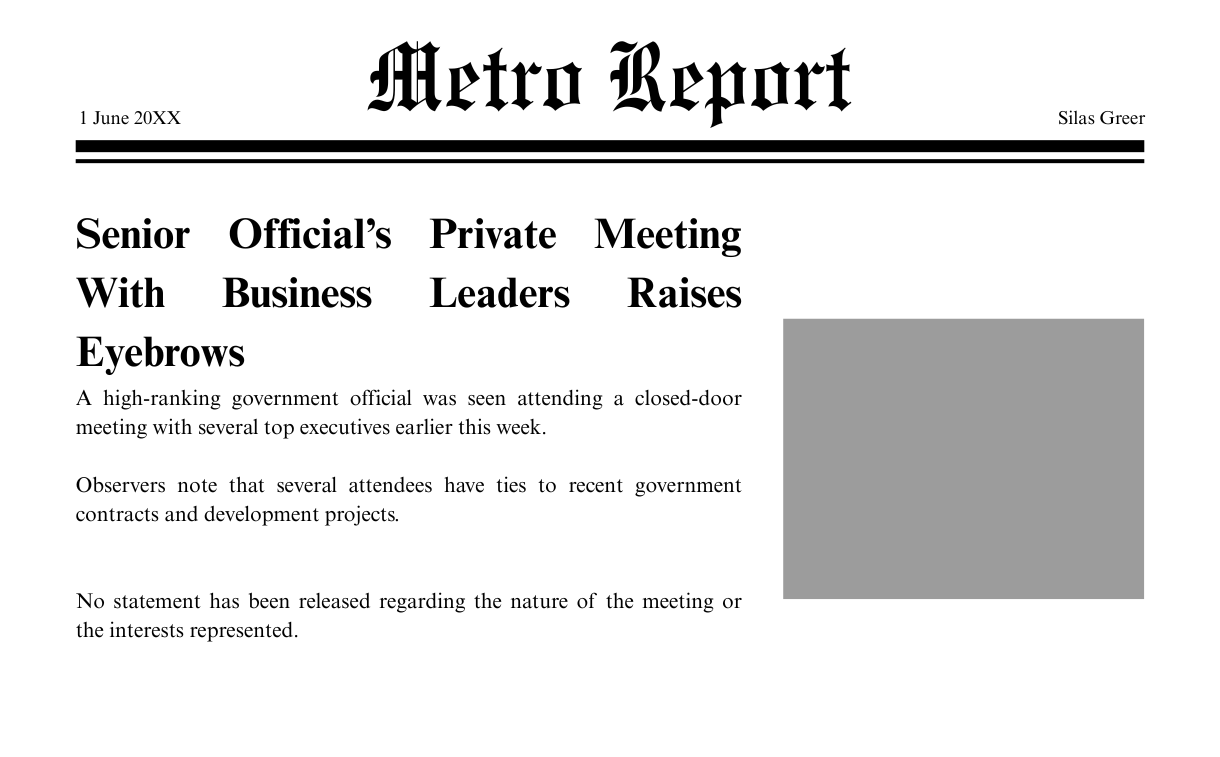 Metro Report
1 June 20XX
Silas Greer
Senior Official’s Private Meeting
With Business Leaders Raises
Eyebrows
A high-ranking government official was seen attending a closed-door
meeting with several top executives earlier this week.
Observers note that several attendees have ties to recent government
contracts and development projects.
No statement has been released regarding the nature of the meeting or
the interests represented.